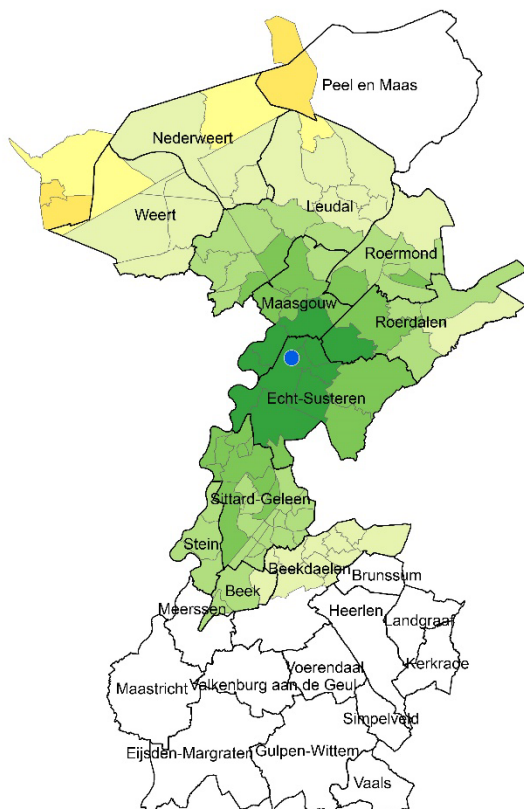 Peel en Maas
Nederweert
Leudal
Weert
Roermond
Maasgouw
Roerdalen
Echt-Susteren
Sittard-Geleen
Stein
Beekdaelen
Brunssum
Beek
Meerssen
Heerlen
Landgraaf
Kerkrade
Voerendaal
Maastricht
Valkenburg aan de Geul
Simpelveld
Eijsden-Margraten
Gulpen-Wittem
Vaals